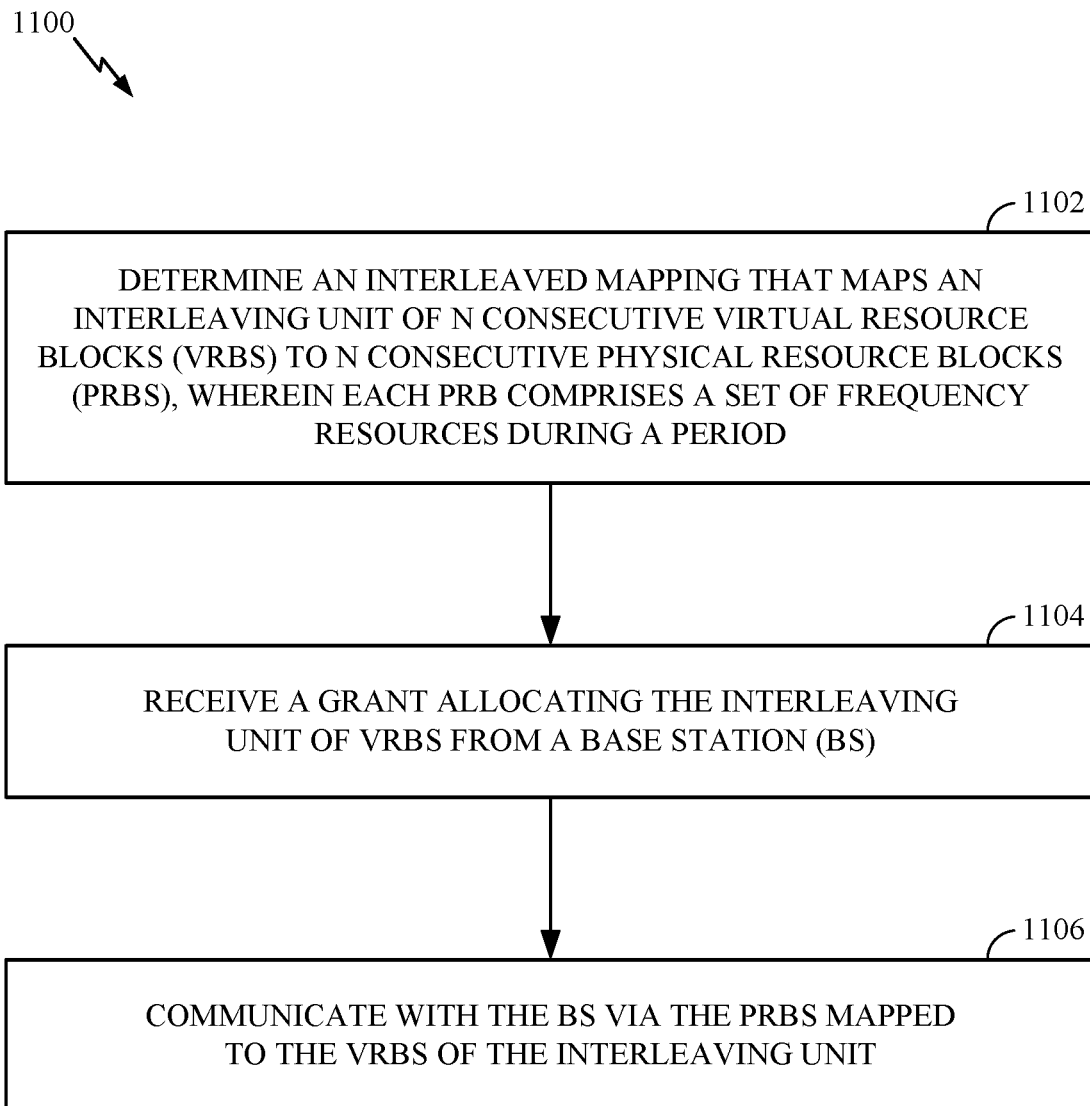 1100
1102
DETERMINE AN INTERLEAVED MAPPING THAT MAPS AN
INTERLEAVING UNIT OF N CONSECUTIVE VIRTUAL RESOURCE
BLOCKS (VRBS) TO N CONSECUTIVE PHYSICAL RESOURCE BLOCKS
(PRBS), WHEREIN EACH PRB COMPRISES A SET OF FREQUENCY
RESOURCES DURING A PERIOD
1104
RECEIVE A GRANT ALLOCATING THE INTERLEAVING
UNIT OF VRBS FROM A BASE STATION (BS)
1106
COMMUNICATE WITH THE BS VIA THE PRBS MAPPED
TO THE VRBS OF THE INTERLEAVING UNIT